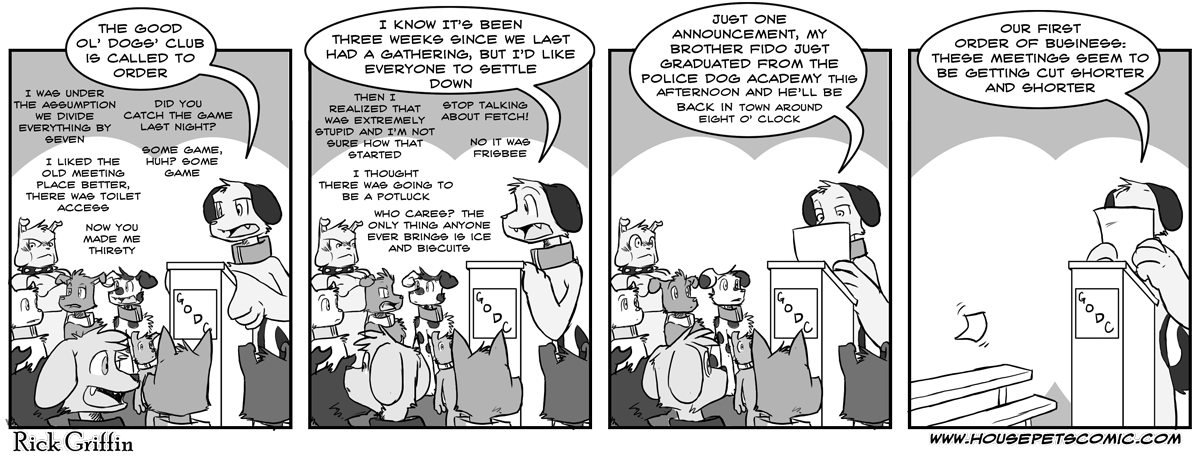 THE GOOD
OL' DOGS' CLUB
IS CALLED TO
ORDER
I WAS UNDER
THE ASSUMPTION
WE DIVIDE
EVERYTHING BY
SEVEN
DID YOU
CATCH THE GAME
LAST NIGHT?
SOME GAME,
HUH? SOME
GAME
I LIKED THE
OLD MEETING
PLACE BETTER,
THERE WAS TOILET
ACCESS
NOW YOU
MADE ME
THIRSTY
GODC
I KNOW IT'S BEEN
THREE WEEKS SINCE WE LAST
HAD A GATHERING, BUT I'D LIKE
EVERYONE TO SETTLE
DOWN
THEN I
REALIZED THAT
WAS EXTREMELY
STUPID AND I'M NOT
SURE HOW THAT
STARTED
STOP TALKING
ABOUT FETCH!
NO IT WAS
FRISBEE
I THOUGHT
THERE WAS GOING TO
BE A POTLUCK
WHO CARES? THE
ONLY THING ANYONE
EVER BRINGS IS ICE
AND BISCUITS
GODC
JUST ONE
ANNOUNCEMENT, MY
BROTHER FIDO JUST
GRADUATED FROM THE
POLICE DOG ACADEMY THIS
AFTERNOON AND HE'LL BE
BACK IN TOWN AROUND
EIGHT O' CLOCK
GODC
OUR FIRST
ORDER OF BUSINESS:
THESE MEETINGS SEEM TO
BE GETTING CUT SHORTER
AND SHORTER
GODC
Rick Griffin
WWW.HOUSEPETSCOMIC.COM